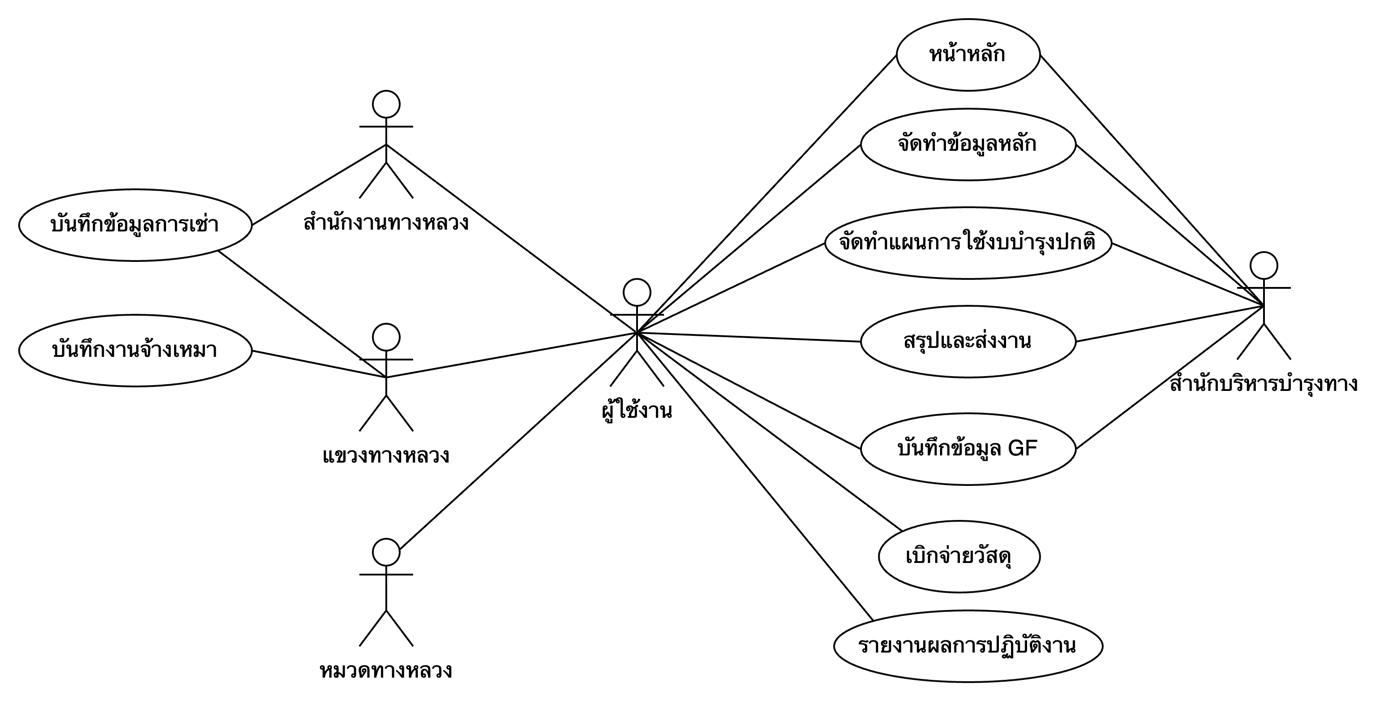 หน้าหลัก
จัดทำข้อมูลหลัก
สำนักงานทางหลวง
บันทึกข้อมูลการเช่า
จัดทำแผนการใช้งบบำรุงปกติ
สรุปและส่งงาน
บันทึกงานจ้างเหมา
สำนักบริหารบำรุงทาง
ผู้ใช้งาน
แขวงทางหลวง
บันทึกข้อมูล GF
เบิกจ่ายวัสดุ
รายงานผลการปฏิบัติงาน
หมวดทางหลวง